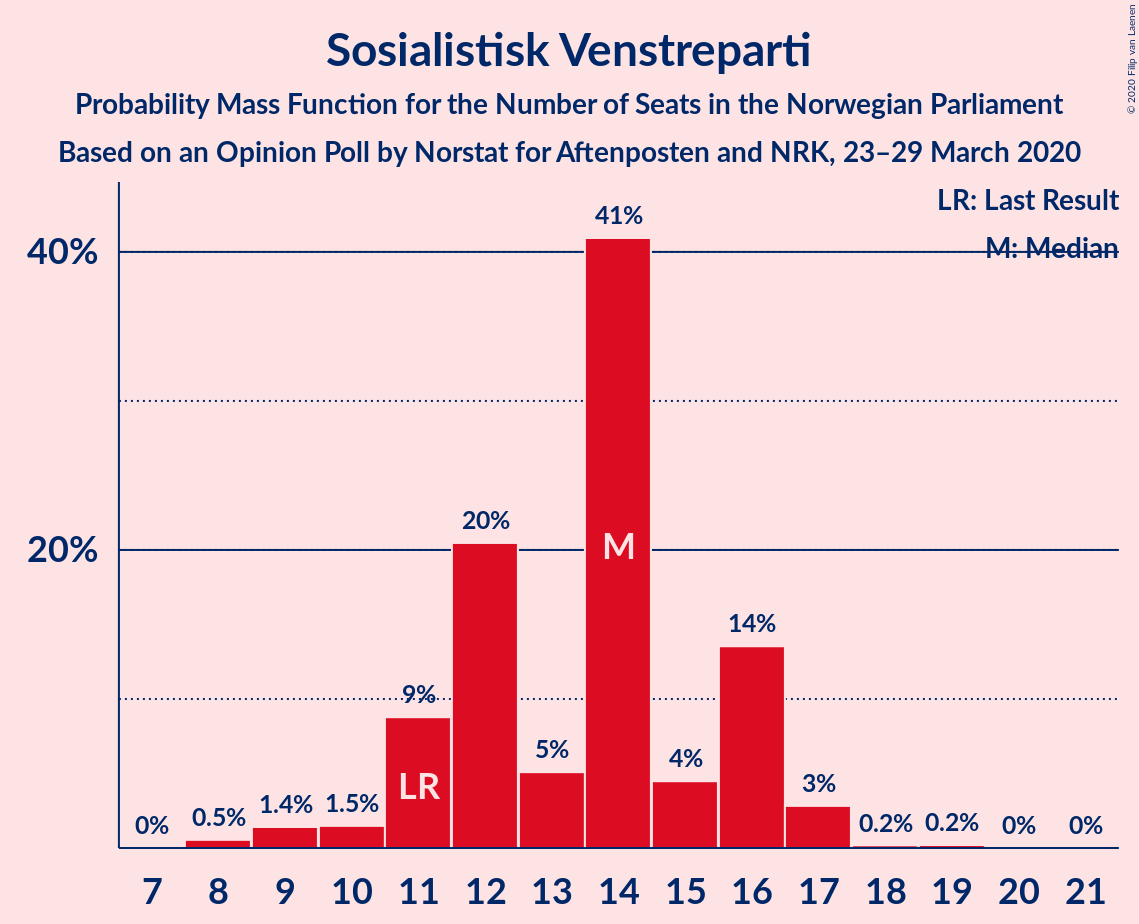 Sosialistisk Venstreparti
Probability Mass Function for the Number of Seats in the Norwegian Parliament
Based on an Opinion Poll by Norstat for Aftenposten and NRK, 23–29 March 2020
© 2020 Filip van Laenen
LR: Last Result
M: Median
40%
20%
0%
0.5%
1.4%
1.5%
9%
20%
5%
41%
4%
14%
3%
0.2%
0.2%
0%
0%
LR
M
7 8 9 10 11 12 13 14 15 16 17 18 19 20 21